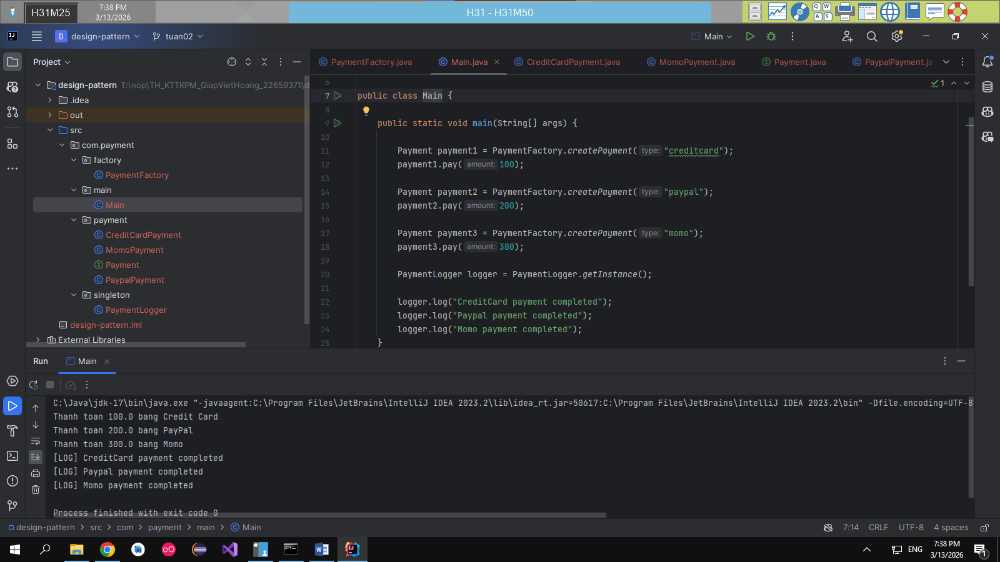 H31M25
7:38 PM
3/13/2026
H31 - H31M50
Q W
A S
IJ
D design-pattern
tuan02
Main
Project
PaymentFactory.java
Main.java
CreditCardPayment.java
MomoPayment.java
Payment.java
PaypalPayment.ja
design-pattern T:\nop\TH_KTTKPM_GiapVietHoang_22659371\d
.idea
out
src
com.payment
factory
PaymentFactory
main
Main
payment
CreditCardPayment
MomoPayment
Payment
PaypalPayment
singleton
PaymentLogger
design-pattern.iml
External Libraries
1
6
7 public class Main {
8
9 public static void main(String[] args) {
10
11 Payment payment1 = PaymentFactory.createPayment( type: "creditcard");
12 payment1.pay( amount: 100);
13
14 Payment payment2 = PaymentFactory.createPayment( type: "paypal");
15 payment2.pay( amount: 200);
16
17 Payment payment3 = PaymentFactory.createPayment( type: "momo");
18 payment3.pay( amount: 300);
19
20 PaymentLogger logger = PaymentLogger.getInstance();
21
22 logger.log("CreditCard payment completed");
23 logger.log("Paypal payment completed");
24 logger.log("Momo payment completed");
25 }
Run
Main
C:\Java\jdk-17\bin\java.exe "-javaagent:C:\Program Files\JetBrains\IntelliJ IDEA 2023.2\lib\idea_rt.jar=50617:C:\Program Files\JetBrains\IntelliJ IDEA 2023.2\bin" -Dfile.encoding=UTF-8
Thanh toan 100.0 bang Credit Card
Thanh toan 200.0 bang PayPal
Thanh toan 300.0 bang Momo
[LOG] CreditCard payment completed
[LOG] Paypal payment completed
[LOG] Momo payment completed
Process finished with exit code 0
design-pattern > src > com > payment > main > Main
7:14 CRLF UTF-8 4 spaces
ENG
7:38 PM
3/13/2026
1